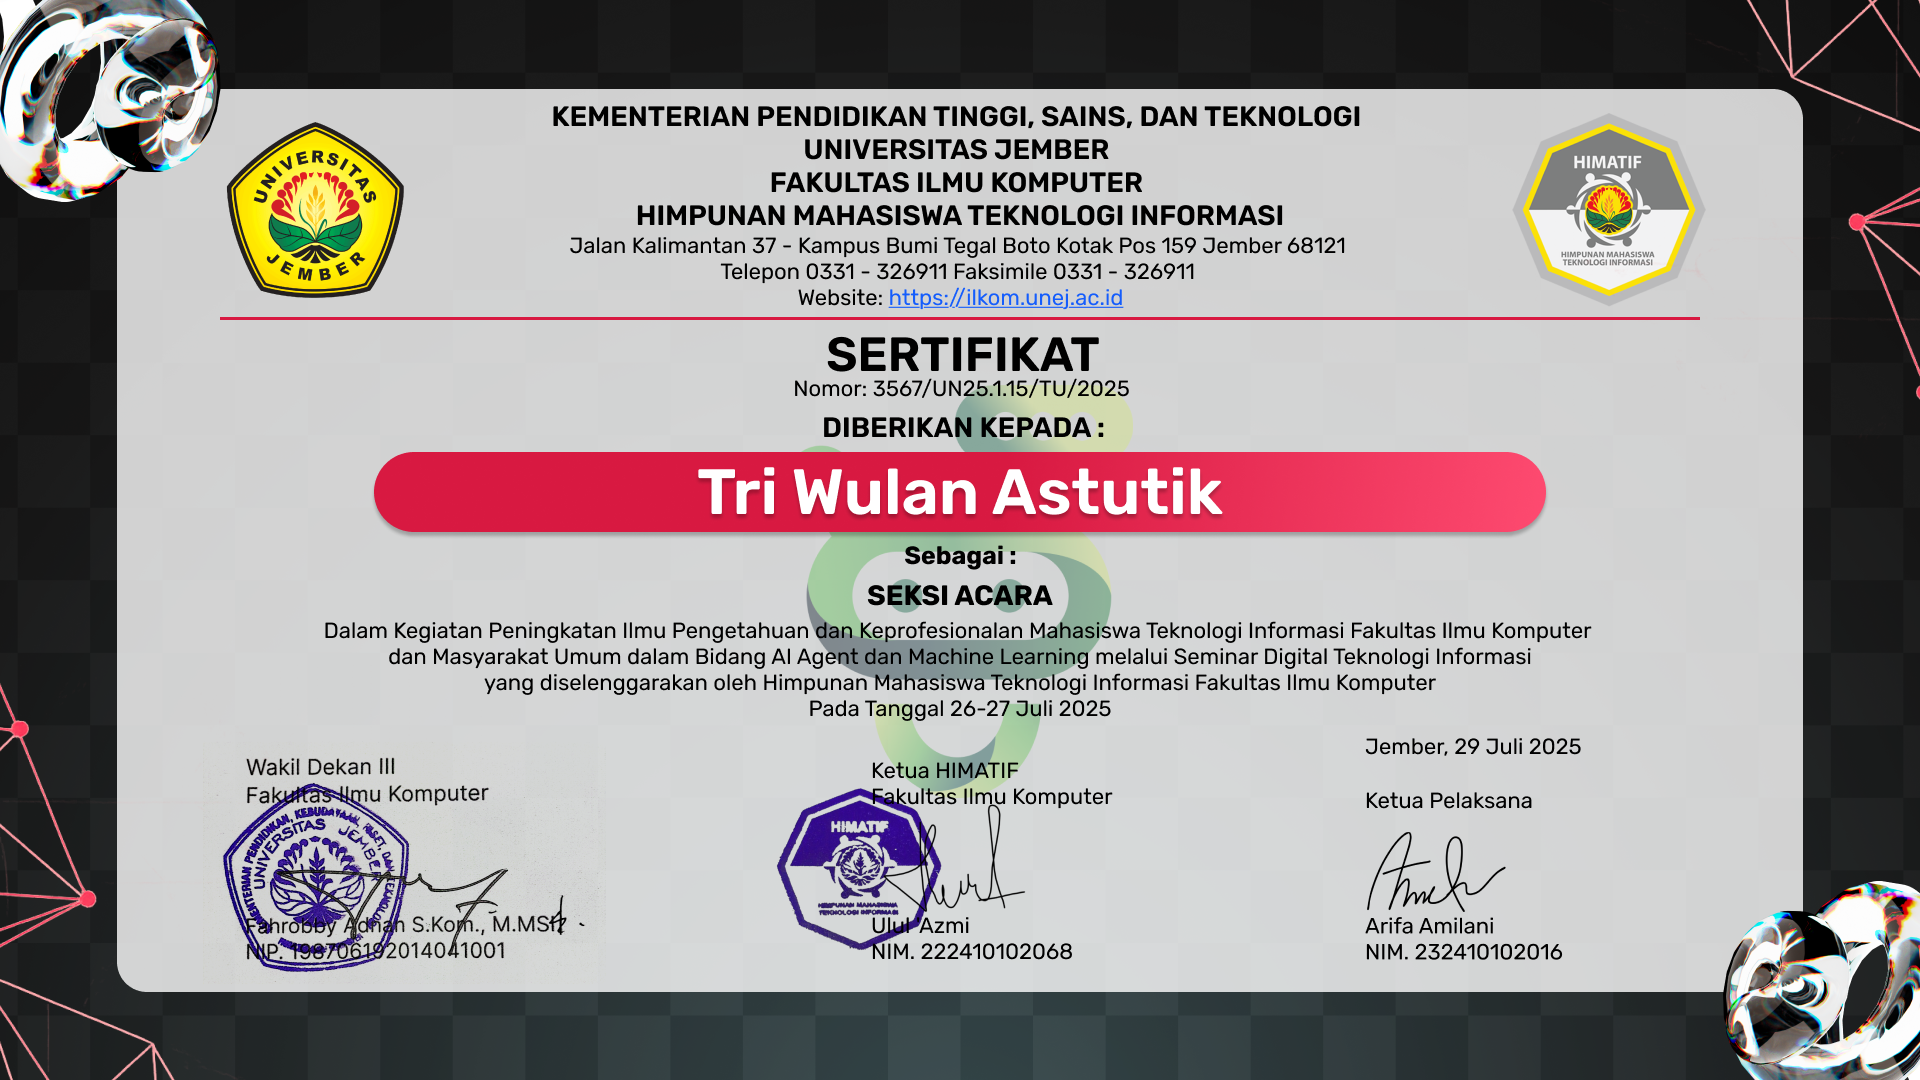 KEMENTERIAN PENDIDIKAN TINGGI, SAINS, DAN TEKNOLOGI
UNIVERSITAS JEMBER
FAKULTAS ILMU KOMPUTER
HIMPUNAN MAHASISWA TEKNOLOGI INFORMASI
Jalan Kalimantan 37 - Kampus Bumi Tegal Boto Kotak Pos 159 Jember 68121
Telepon 0331 - 326911 Faksimile 0331 - 326911
Website: https://ilkom.unej.ac.id
UNIVERSITAS
JEMBER
HIMATIF
HIMPUNAN MAHASISWA
TEKNOLOGI INFORMASI
SERTIFIKAT
Nomor: 3567/UN25.1.15/TU/2025
DIBERIKAN KEPADA :
Tri Wulan Astutik
Sebagai :
SEKSI ACARA
Dalam Kegiatan Peningkatan Ilmu Pengetahuan dan Keprofesionalan Mahasiswa Teknologi Informasi Fakultas Ilmu Komputer
dan Masyarakat Umum dalam Bidang AI Agent dan Machine Learning melalui Seminar Digital Teknologi Informasi
yang diselenggarakan oleh Himpunan Mahasiswa Teknologi Informasi Fakultas Ilmu Komputer
Pada Tanggal 26-27 Juli 2025
Wakil Dekan III
Fakultas Ilmu Komputer
UNIVERSITAS JEMBER
Fahrobby Adnan S.Kom., M.MSI
NIP. 198706192014041001
Ketua HIMATIF
Fakultas Ilmu Komputer
HIMATIF
HIMPUNAN MAHASISWA
TEKNOLOGI INFORMASI
Ulul 'Azmi
NIM. 222410102068
Jember, 29 Juli 2025
Ketua Pelaksana
Arifa Amilani
NIM. 232410102016